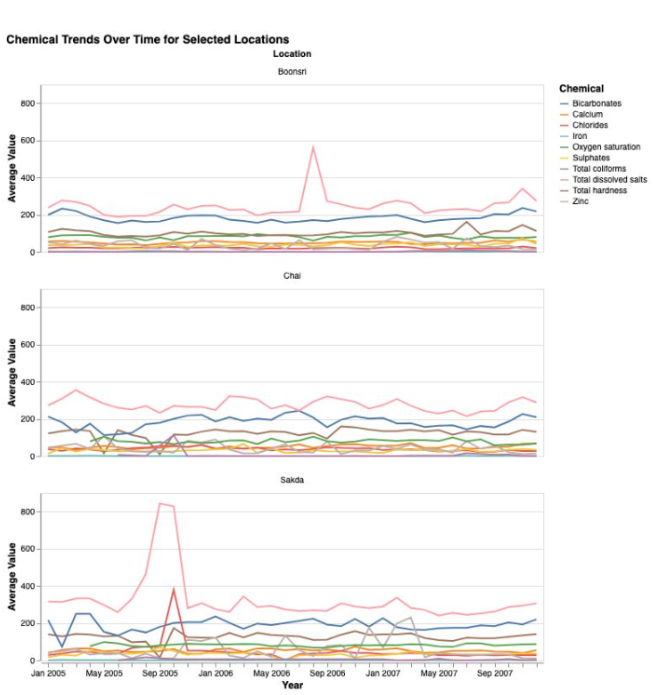 Chemical Trends Over Time for Selected Locations
Location
Boonsri
Chemical
Bicarbonates
Calcium
Chlorides
Iron
Oxygen saturation
Sulphates
Total coliforms
Total dissolved salts
Total hardness
Zinc
Average Value
800
600
400
200
0
Chai
Average Value
800
600
400
200
0
Sakda
Average Value
800
600
400
200
0
Jan 2005 May 2005 Sep 2005 Jan 2006 May 2006 Sep 2006 Jan 2007 May 2007 Sep 2007
Year